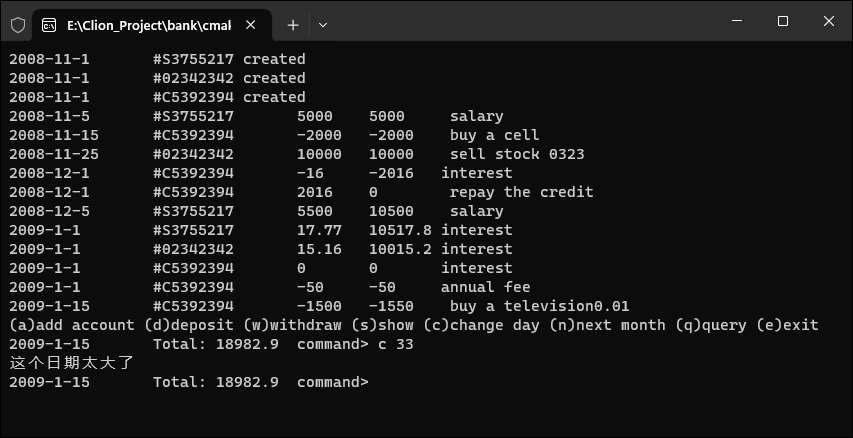 E:\Clion_Project\bank\cmak
2008-11-1 #S3755217 created
2008-11-1 #02342342 created
2008-11-1 #C5392394 created
2008-11-5 #S3755217 5000 5000 salary
2008-11-15 #C5392394 -2000 -2000 buy a cell
2008-11-25 #02342342 10000 10000 sell stock 0323
2008-12-1 #C5392394 -16 -2016 interest
2008-12-1 #C5392394 2016 0 repay the credit
2008-12-5 #S3755217 5500 10500 salary
2009-1-1 #S3755217 17.77 10517.8 interest
2009-1-1 #02342342 15.16 10015.2 interest
2009-1-1 #C5392394 0 0 interest
2009-1-1 #C5392394 -50 -50 annual fee
2009-1-15 #C5392394 -1500 -1550 buy a television0.01
(a)add account (d)deposit (w)withdraw (s)show (c)change day (n)next month (q)query (e)exit
2009-1-15 Total: 18982.9 command> c 33
这个日期太大了
2009-1-15 Total: 18982.9 command>